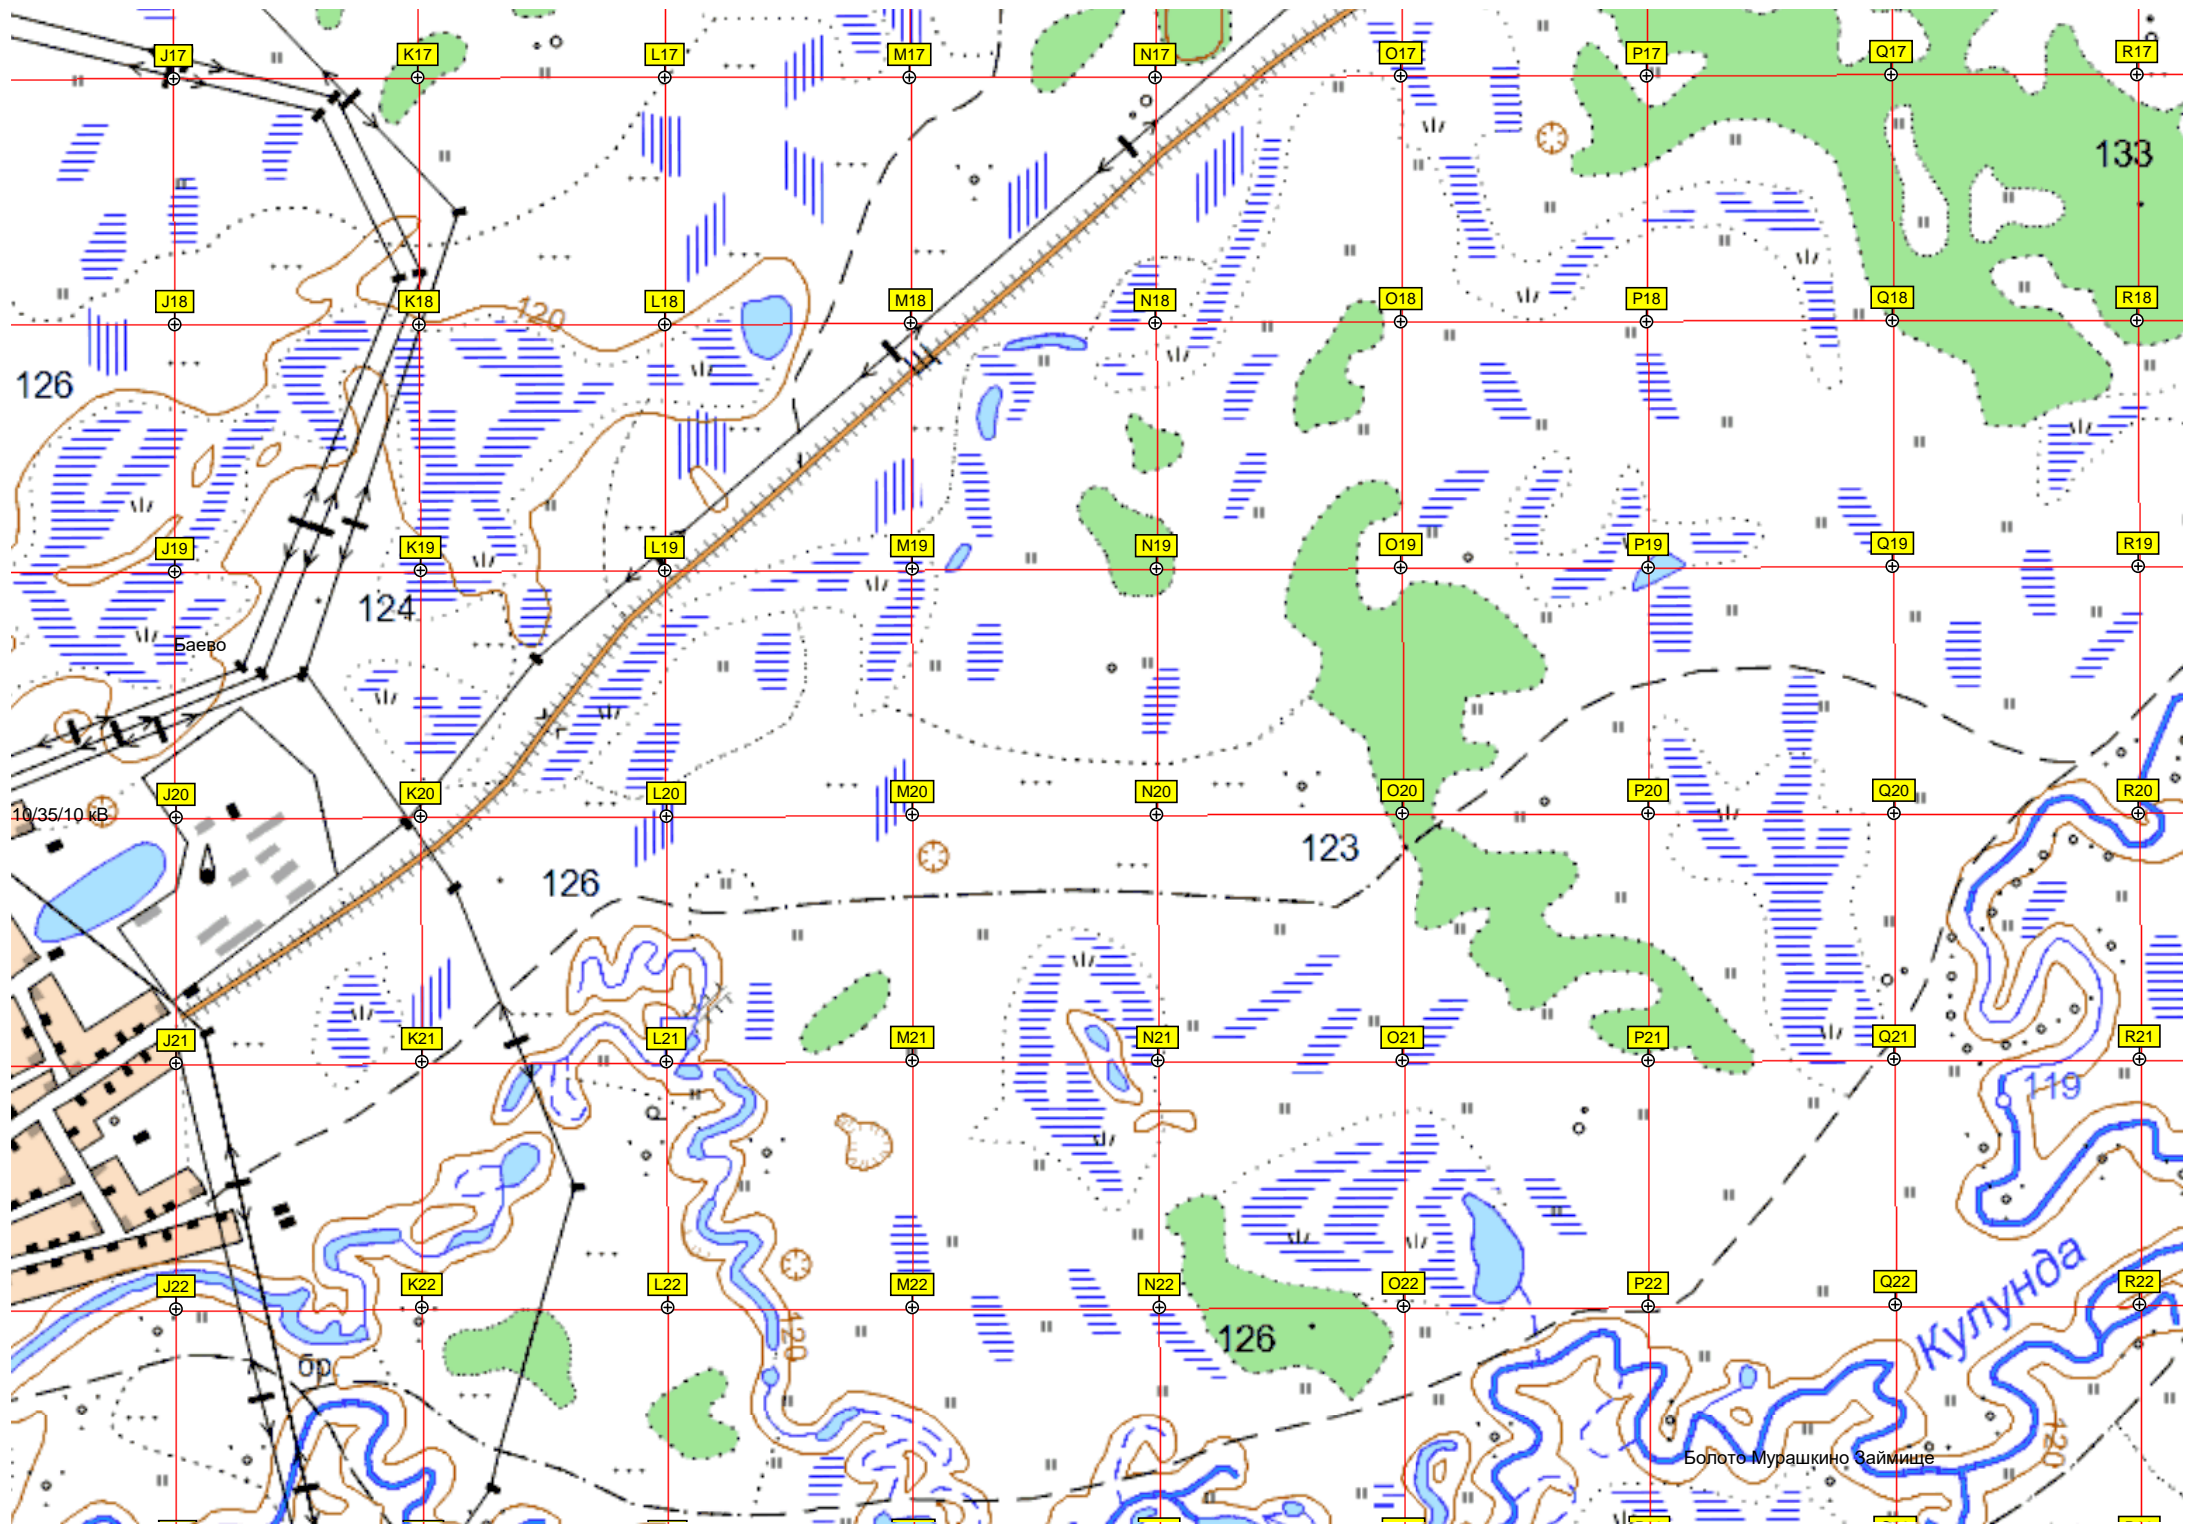 J17 K17 L17 M17 N17 O17 P17 Q17 R17
133
J18 K18 L18 M18 N18 O18 P18 Q18 R18
120
126
J19 K19 L19 M19 N19 O19 P19 Q19 R19
124
Баево
J20 K20 L20 M20 N20 O20 P20 Q20 R20
10/35/10 кВ
123
126
J21 K21 L21 M21 N21 O21 P21 Q21 R21
119
J22 K22 L22 M22 N22 O22 P22 Q22 R22
Кулунда
120
126
бр.
120
Болото Мурашкино Займище